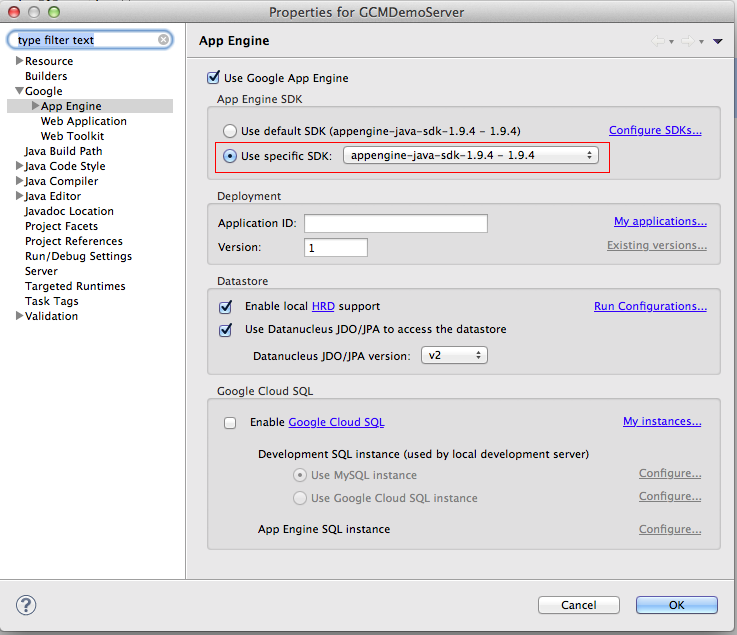 Properties for GCMDemoServer
type filter text
Resource
Builders
Google
App Engine
Web Application
Web Toolkit
Java Build Path
Java Code Style
Java Compiler
Java Editor
Javadoc Location
Project Facets
Project References
Run/Debug Settings
Server
Targeted Runtimes
Task Tags
Validation
App Engine
Use Google App Engine
App Engine SDK
Use default SDK (appengine-java-sdk-1.9.4 - 1.9.4) Configure SDKs...
Use specific SDK: appengine-java-sdk-1.9.4 - 1.9.4
Deployment
Application ID: My applications...
Version: 1 Existing versions...
Datastore
Enable local HRD support Run Configurations...
Use Datanucleus JDO/JPA to access the datastore
Datanucleus JDO/JPA version: v2
Google Cloud SQL
Enable Google Cloud SQL My instances...
Development SQL instance (used by local development server)
Use MySQL instance Configure...
Use Google Cloud SQL instance Configure...
App Engine SQL instance Configure...
? Cancel OK